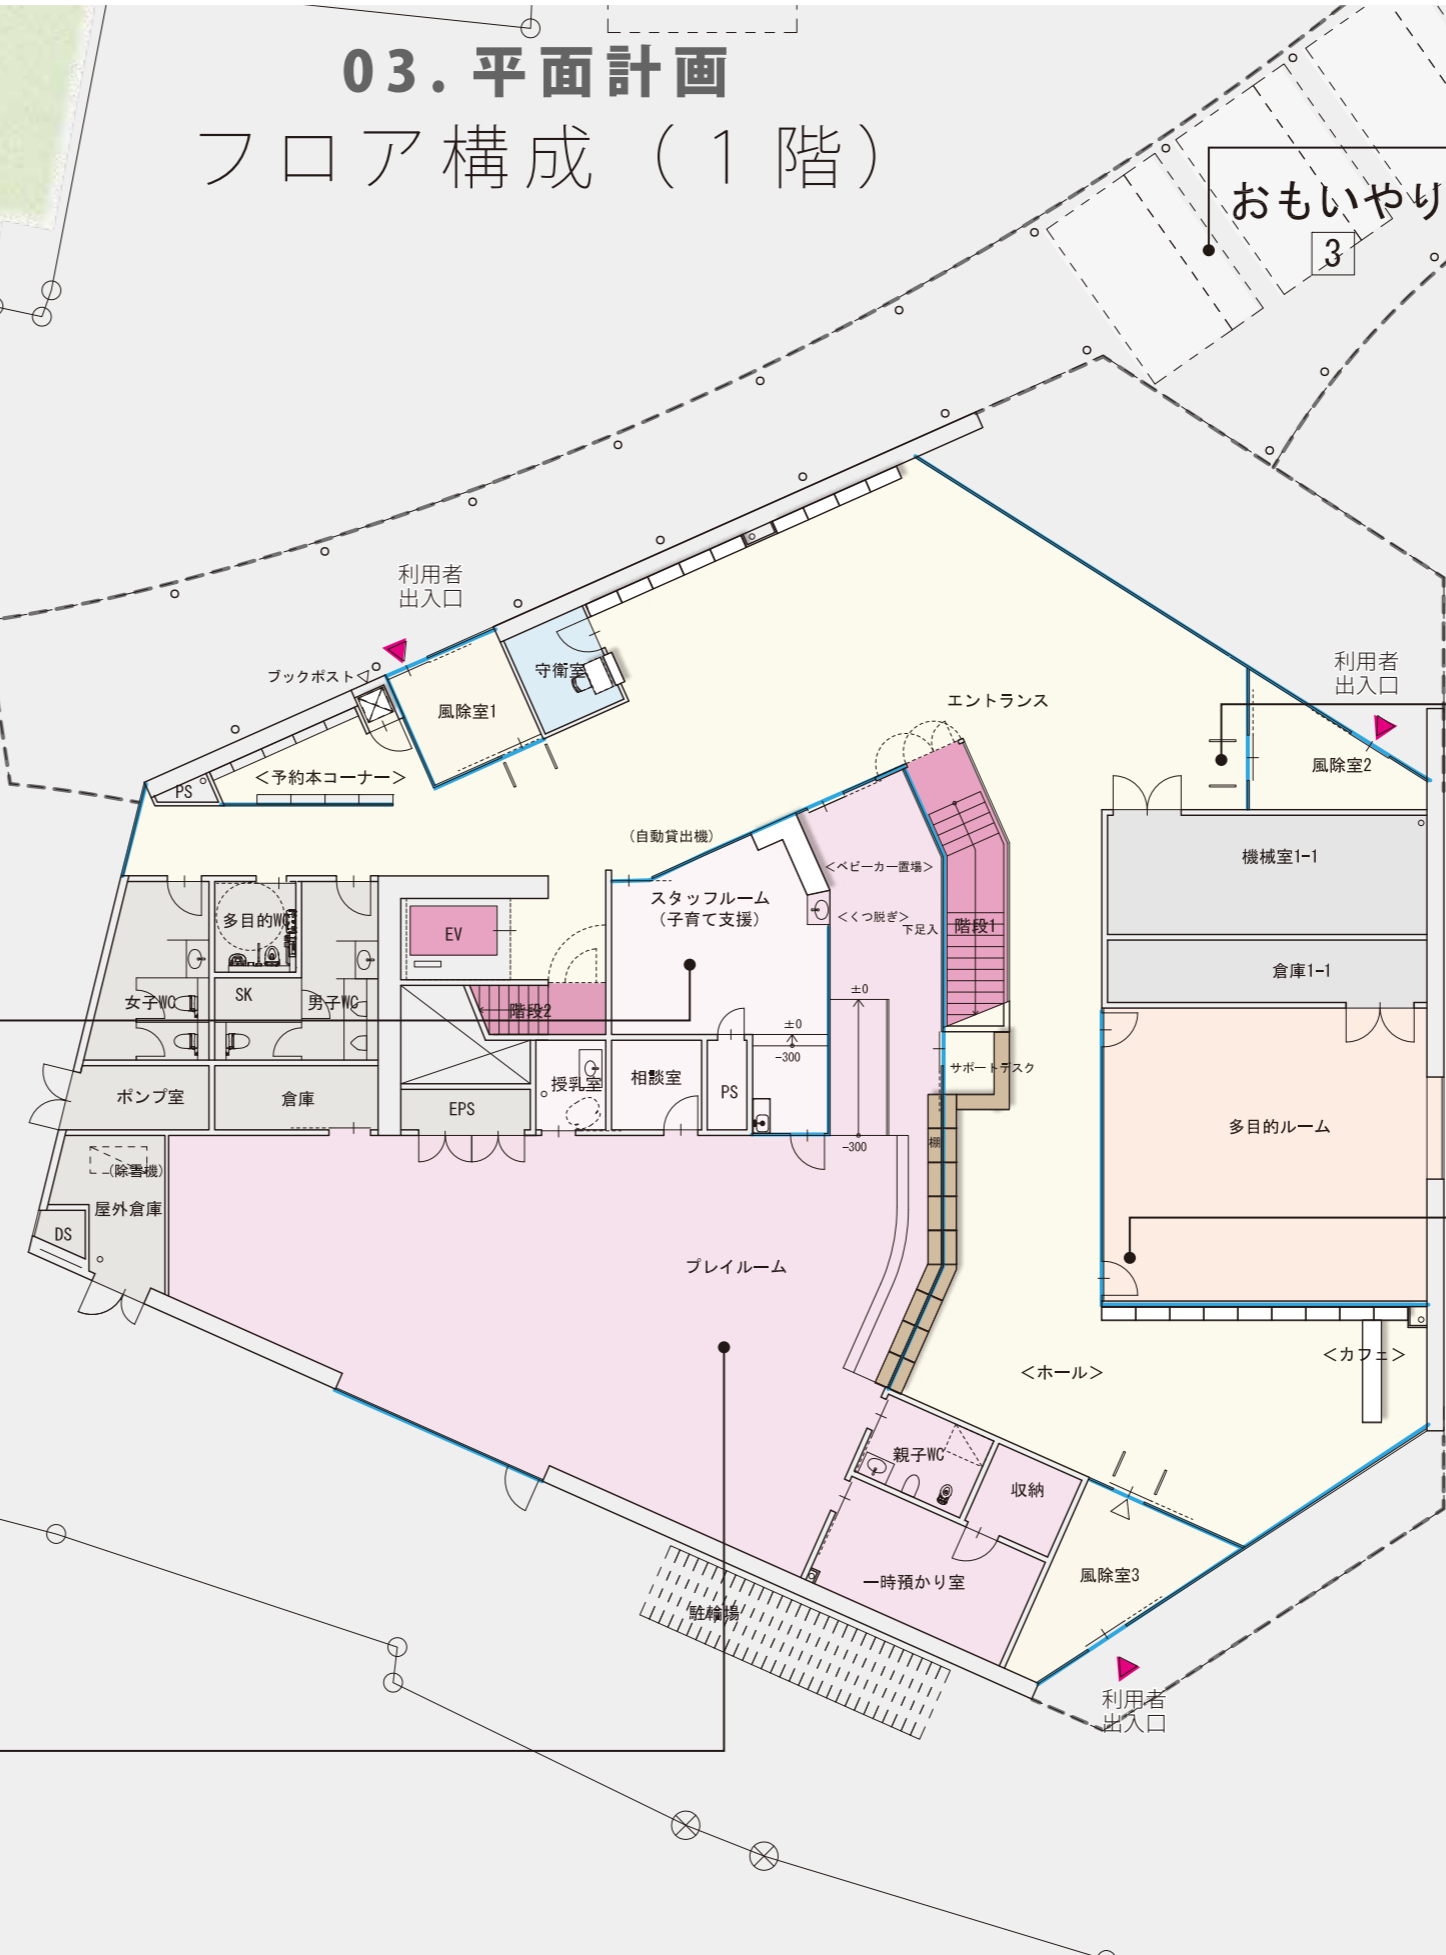 03. 平面計画
フロア構成（１階）
おもいやり
3
利用者
出入口
ブックポスト
守衛室
風除室1
エントランス
利用者
出入口
風除室2
＜予約本コーナー＞
PS
（自動貸出機）
機械室1-1
＜ベビーカー置場＞
スタッフルーム
（子育て支援）
＜くつ脱ぎ＞
下足入
階段1
多目的WC
EV
倉庫1-1
女子WC
SK
男子WC
階段2
±0
±0
-300
サポートデスク
ポンプ室
倉庫
EPS
授乳室
相談室
PS
多目的ルーム
棚
-300
（除雪機）
屋外倉庫
DS
プレイルーム
＜カフェ＞
＜ホール＞
親子WC
収納
一時預かり室
風除室3
駐輪場
利用者
出入口